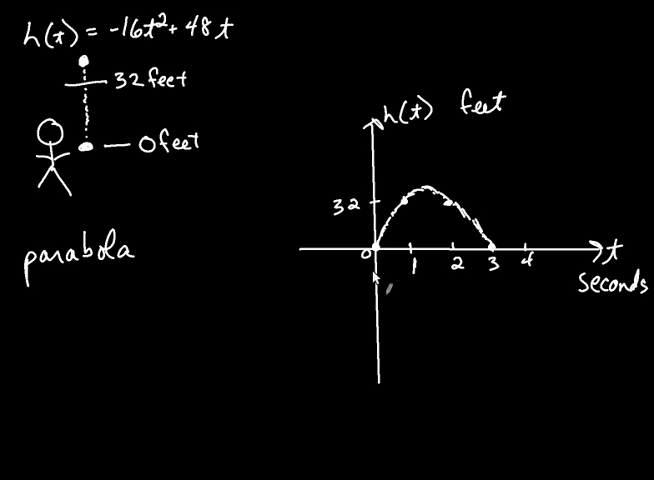 h(t) = -16t² + 48t
32 feet
0 feet
parabola
h(t) feet
32
0 1 2 3 4 t
seconds